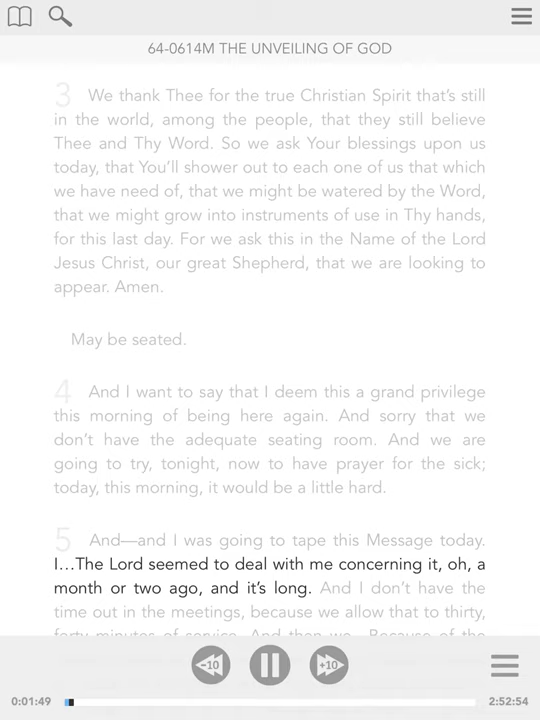 64-0614M THE UNVEILING OF GOD
3 We thank Thee for the true Christian Spirit that's still
in the world, among the people, that they still believe
Thee and Thy Word. So we ask Your blessings upon us
today, that You'll shower out to each one of us that which
we have need of, that we might be watered by the Word,
that we might grow into instruments of use in Thy hands,
for this last day. For we ask this in the Name of the Lord
Jesus Christ, our great Shepherd, that we are looking to
appear. Amen.
May be seated.
4 And I want to say that I deem this a grand privilege
this morning of being here again. And sorry that we
don't have the adequate seating room. And we are
going to try, tonight, now to have prayer for the sick;
today, this morning, it would be a little hard.
5 And—and I was going to tape this Message today.
I…The Lord seemed to deal with me concerning it, oh, a
month or two ago, and it's long. And I don't have the
time out in the meetings, because we allow that to thirty,
forty minutes of service. And then we Because of the
-10 +10
0:01:49 2:52:54